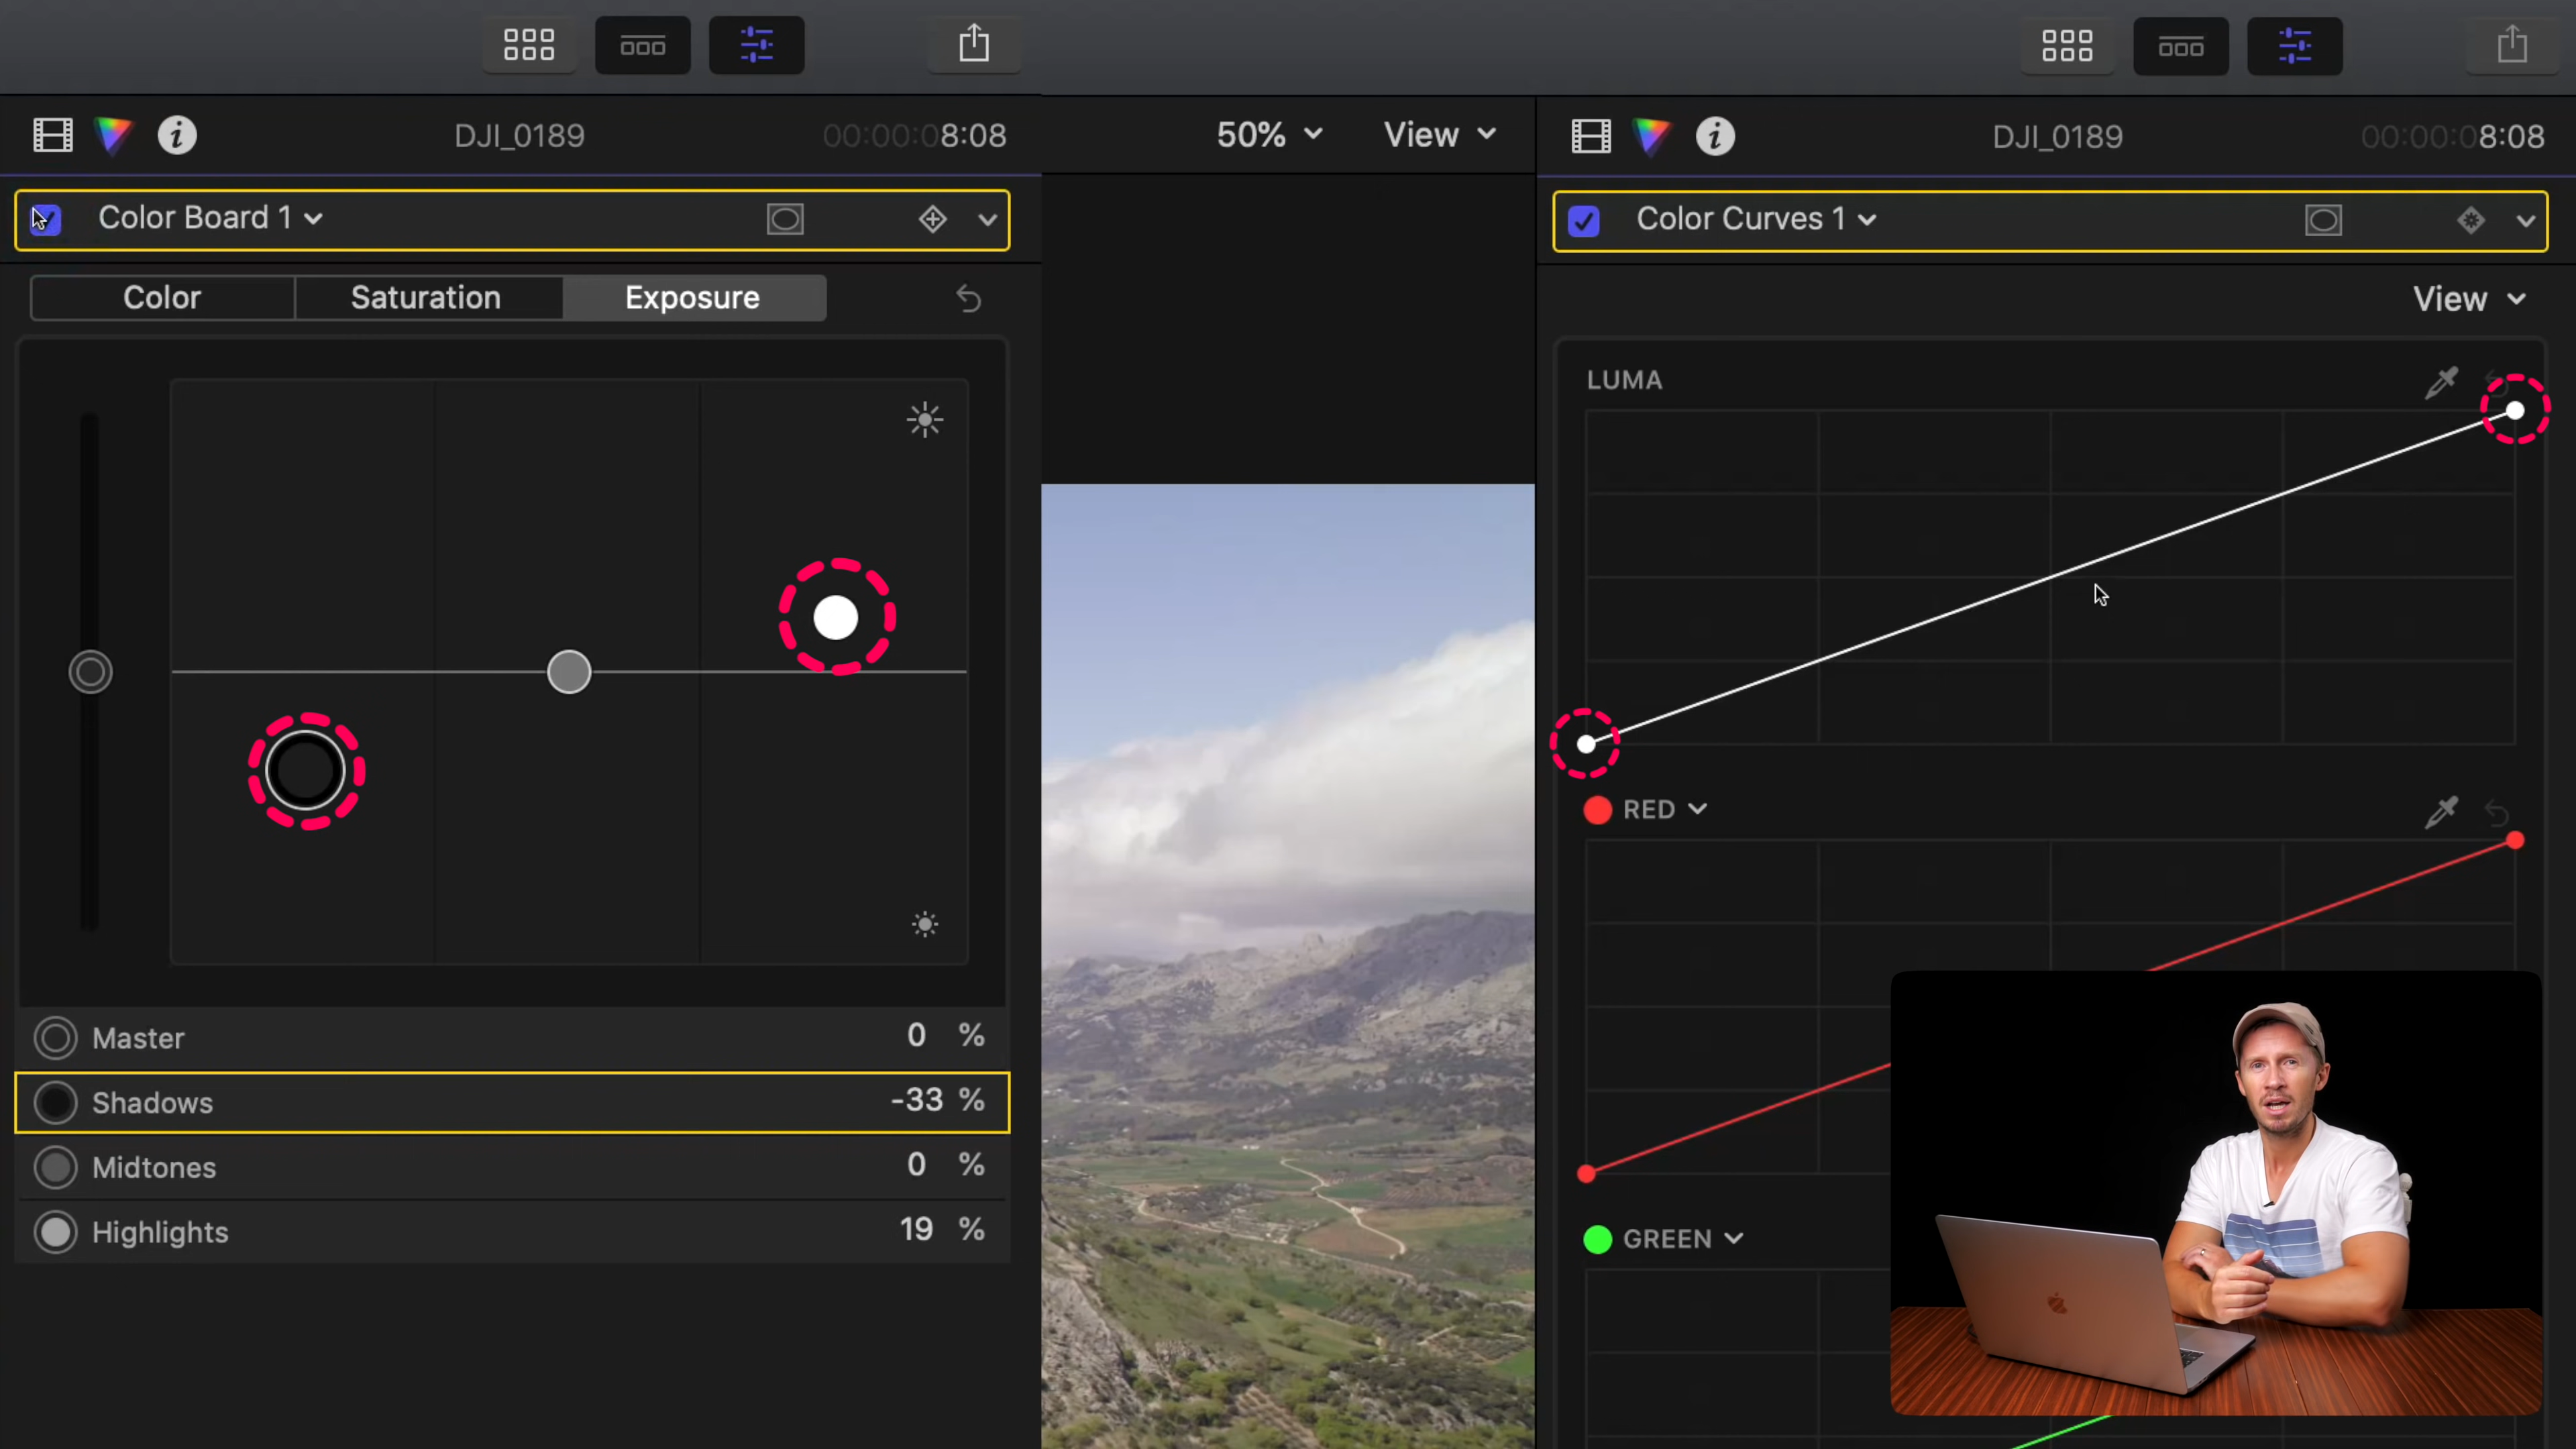 DJI_0189
00:00:08:08
Color Board 1
Color
Saturation
Exposure
Master 0 %
Shadows -33 %
Midtones 0 %
Highlights 19 %
50%
View
DJI_0189
00:00:08:08
Color Curves 1
View
LUMA
RED
GREEN